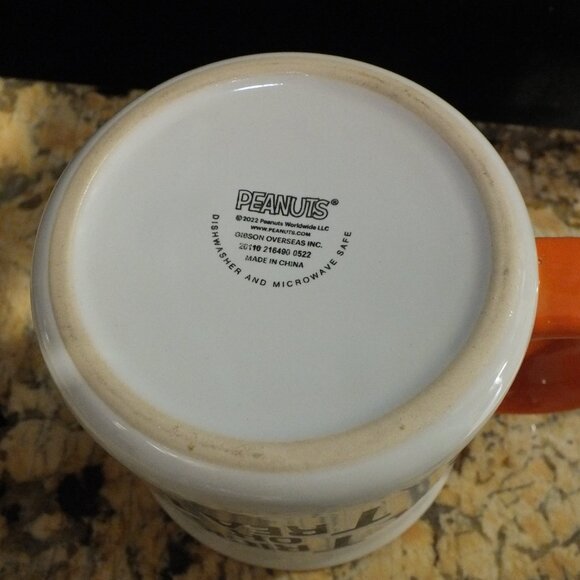 PEANUTS®
© 2022 Peanuts Worldwide LLC
WWW.PEANUTS.COM
GIBSON OVERSEAS INC.
20110 216490 0522
MADE IN CHINA
DISHWASHER AND MICROWAVE SAFE